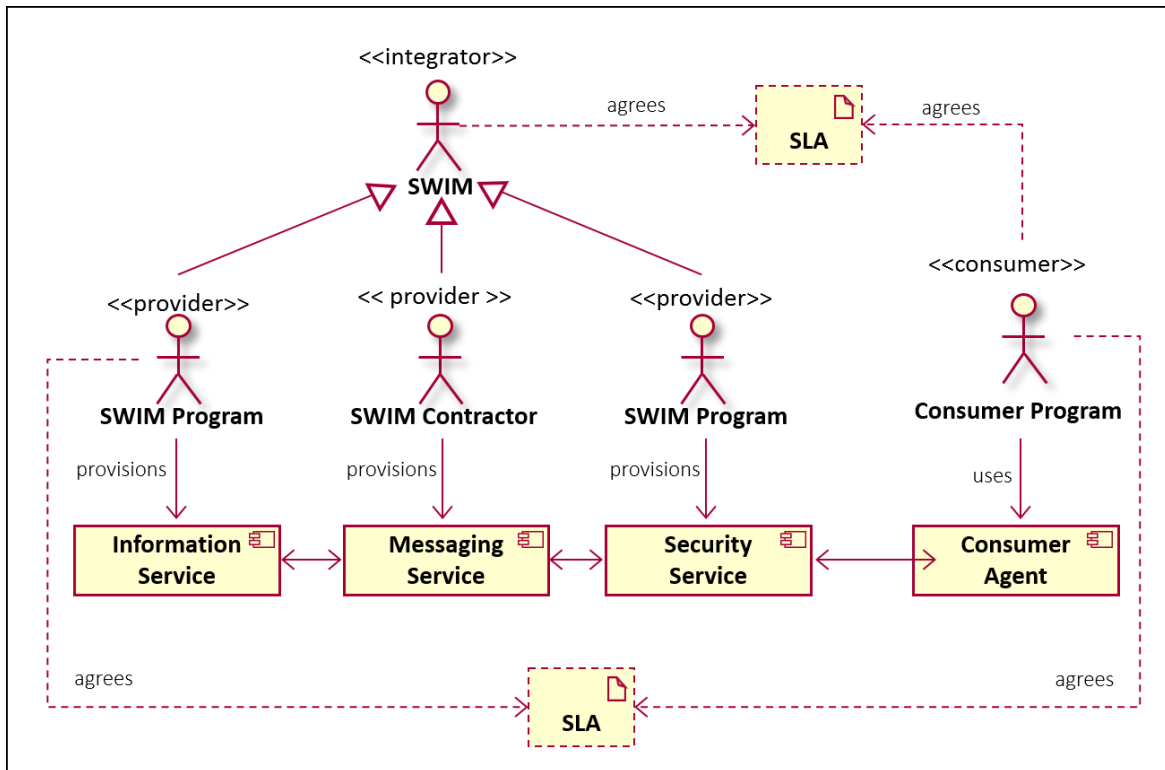 <<integrator>>
agrees
agrees
SLA
SWIM
<<consumer>>
<<provider>>
<< provider >>
<<provider>>
SWIM Program
SWIM Contractor
SWIM Program
Consumer Program
provisions
provisions
provisions
uses
Information
Service
Messaging
Service
Security
Service
Consumer
Agent
agrees
agrees
SLA